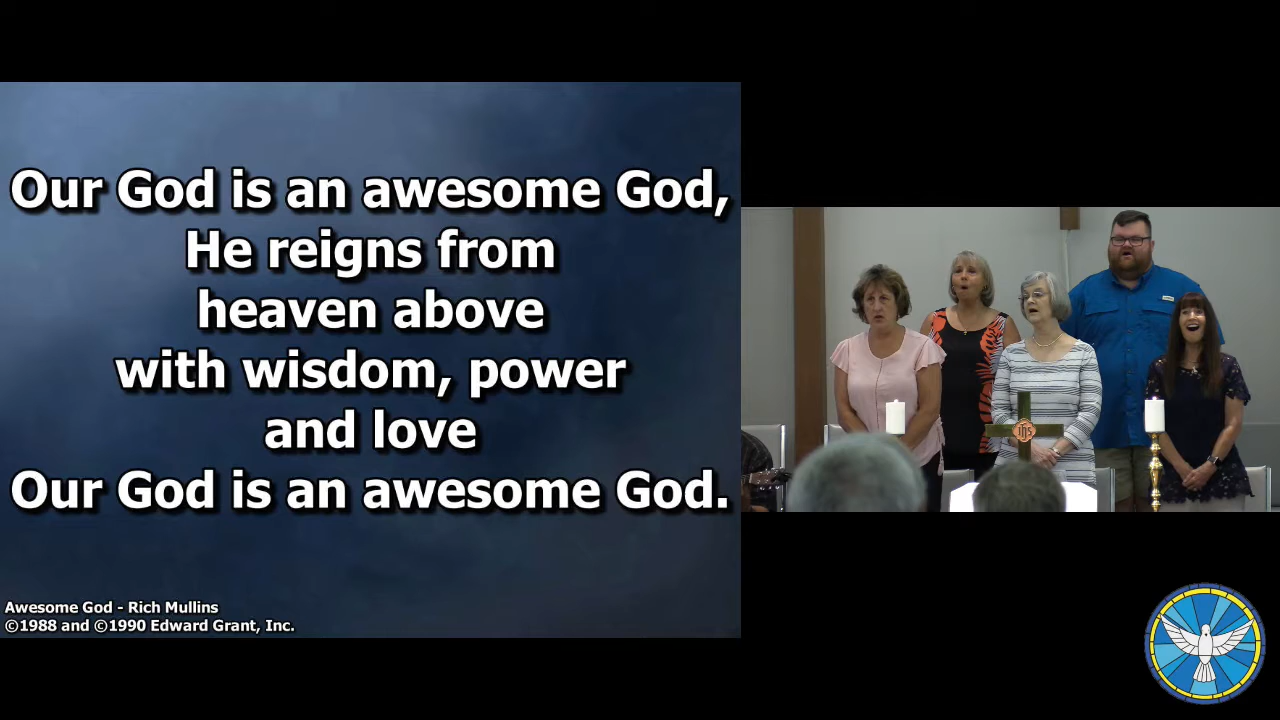 Our God is an awesome God,
He reigns from
heaven above
with wisdom, power
and love
Our God is an awesome God.
Awesome God - Rich Mullins
©1988 and ©1990 Edward Grant, Inc.
IHS